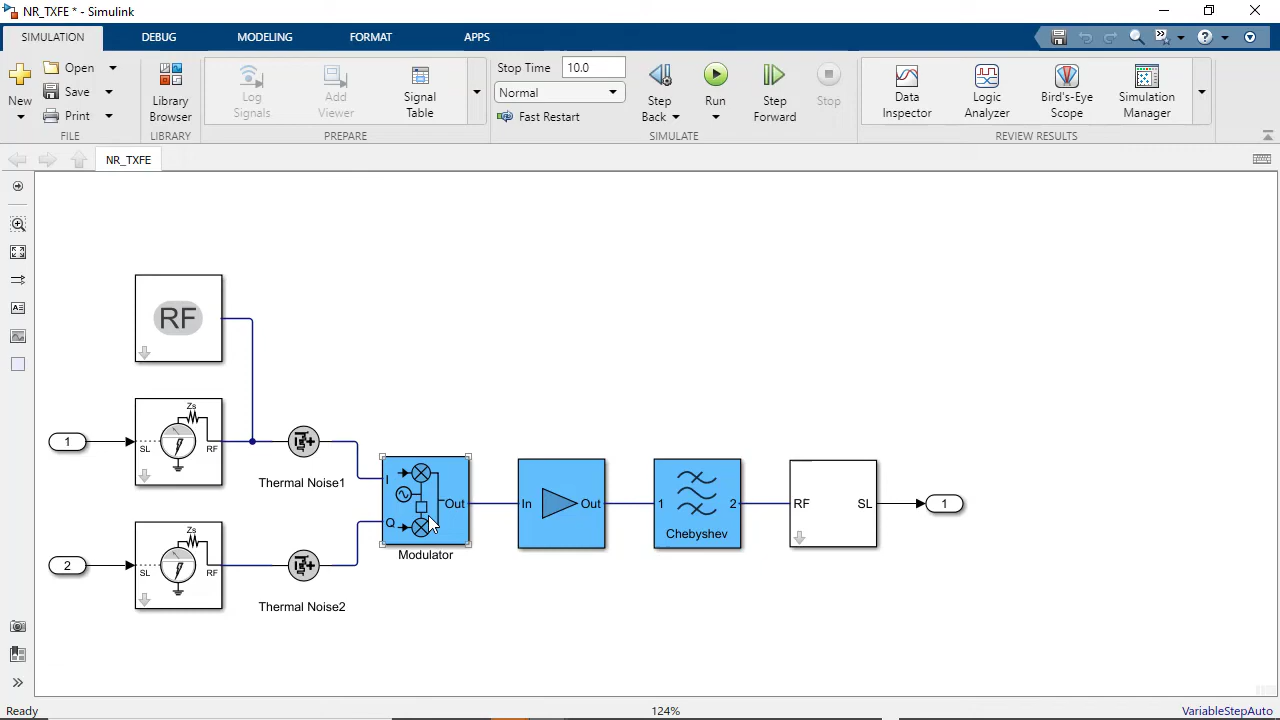 NR_TXFE * - Simulink
SIMULATION DEBUG MODELING FORMAT APPS
New
Open
Save
Print
FILE
Library Browser
LIBRARY
Log Signals
Add Viewer
Signal Table
PREPARE
Stop Time 10.0
Normal
Fast Restart
Step Back
Run
Step Forward
Stop
SIMULATE
Data Inspector
Logic Analyzer
Bird's-Eye Scope
Simulation Manager
REVIEW RESULTS
NR_TXFE
RF
Zs
1 SL RF
Thermal Noise1
I Out
Q
Modulator
In Out
1 2
Chebyshev
RF SL
1
Zs
2 SL RF
Thermal Noise2
Ready 124% VariableStepAuto